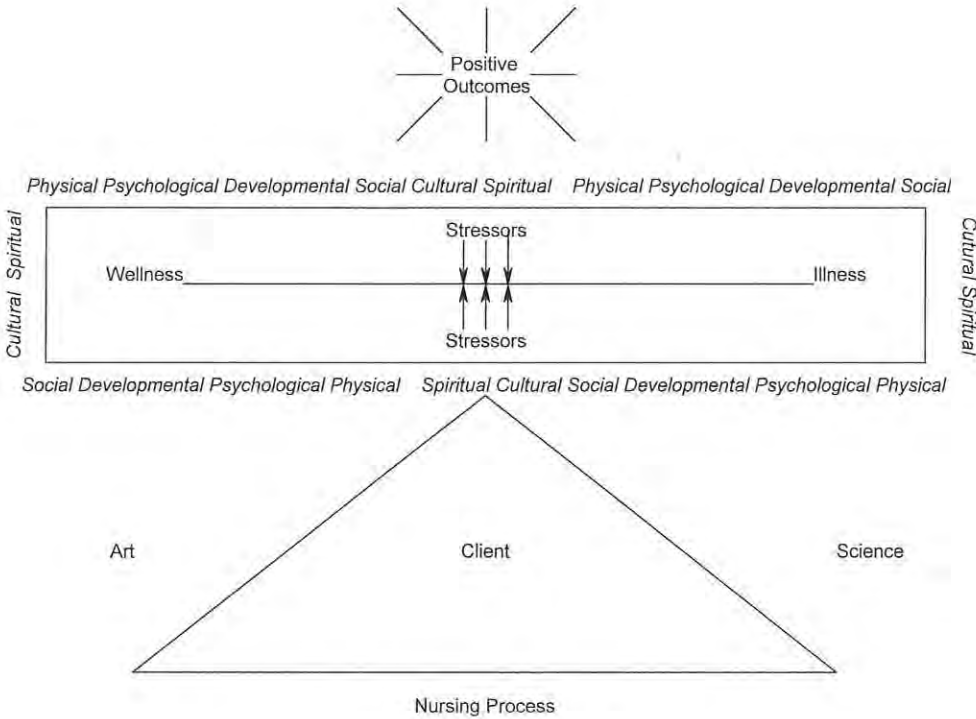 Positive
Outcomes
Physical Psychological Developmental Social Cultural Spiritual Physical Psychological Developmental Social
Cultural Spiritual
Cutural Spiritual
Stressors
Wellness
Illness
Stressors
Social Developmental Psychological Physical Spiritual Cultural Social Developmental Psychological Physical
Art
Client
Science
Nursing Process